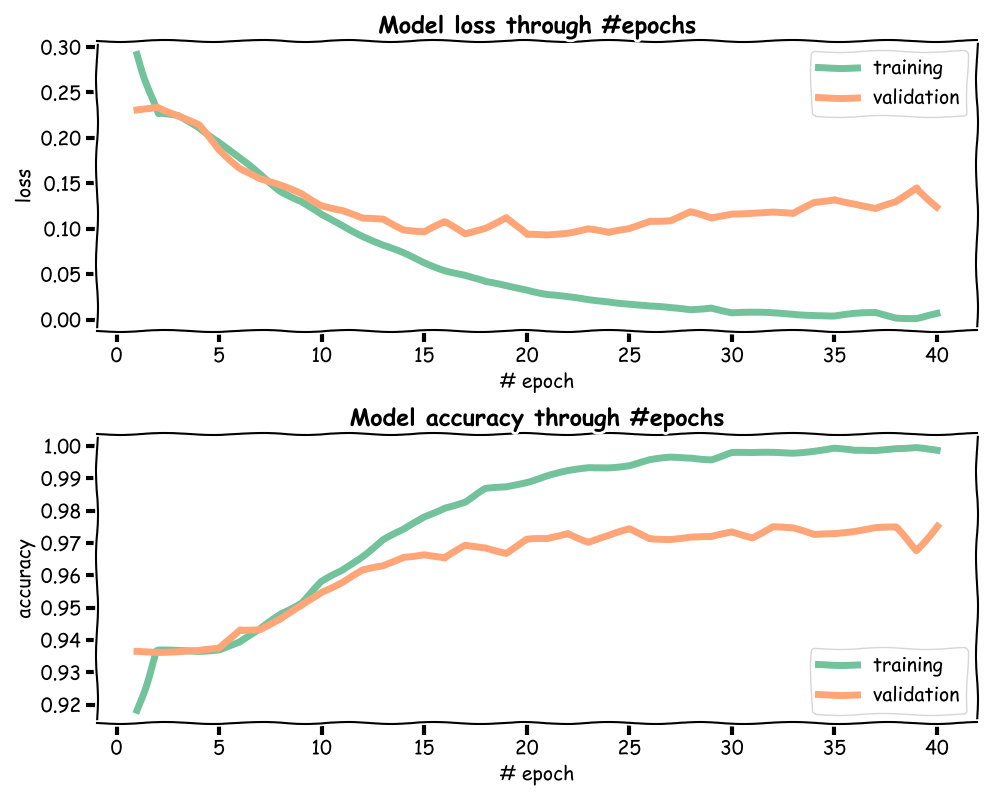 Model loss through #epochs
0.30
0.25
0.20
0.15
0.10
0.05
0.00
loss
training
validation
0 5 10 15 20 25 30 35 40
# epoch
Model accuracy through #epochs
1.00
0.99
0.98
0.97
0.96
0.95
0.94
0.93
0.92
accuracy
training
validation
0 5 10 15 20 25 30 35 40
# epoch